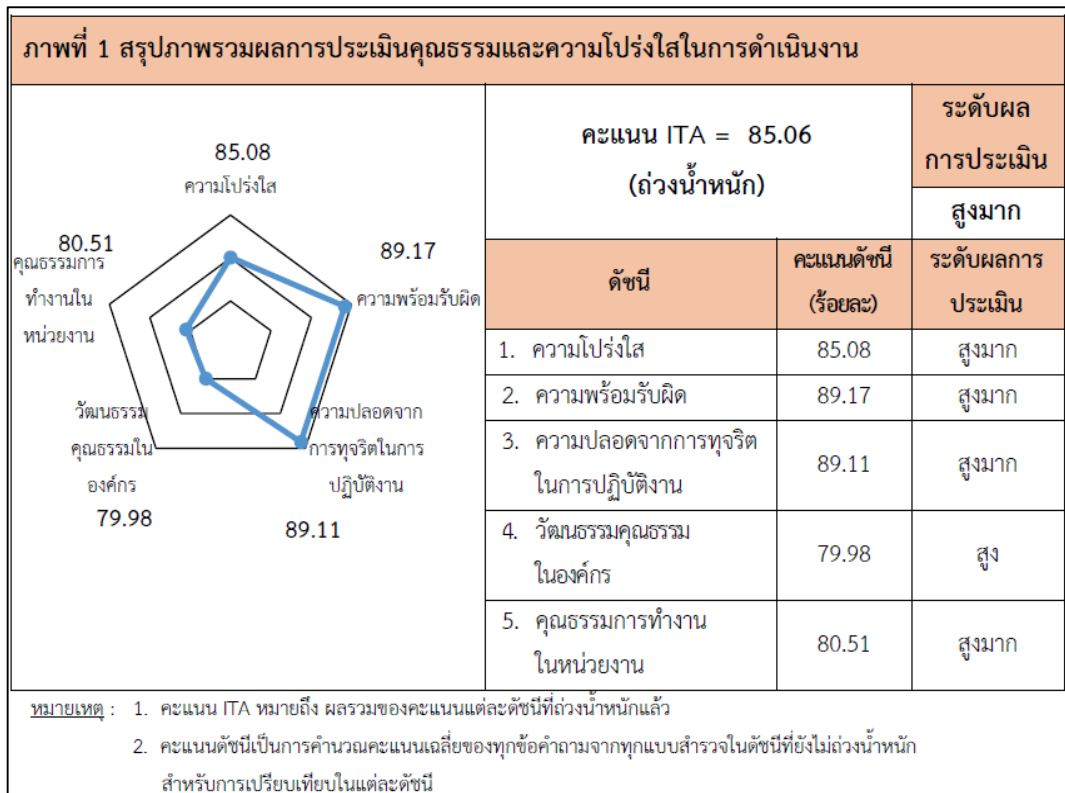 ภาพที่ 1 สรุปภาพรวมผลการประเมินคุณธรรมและความโปร่งใสในการดำเนินงาน
85.08
ความโปร่งใส
89.17
ความพร้อมรับผิด
80.51
คุณธรรมการ
ทำงานใน
หน่วยงาน
วัฒนธรรม
คุณธรรมใน
องค์กร
79.98
ความปลอดจาก
การทุจริตในการ
ปฏิบัติงาน
89.11
คะแนน ITA = 85.06
(ถ่วงน้ำหนัก)
ระดับผล
การประเมิน
สูงมาก
ดัชนี
คะแนนดัชนี
(ร้อยละ)
ระดับผลการ
ประเมิน
1. ความโปร่งใส 85.08 สูงมาก
2. ความพร้อมรับผิด 89.17 สูงมาก
3. ความปลอดจากการทุจริต
ในการปฏิบัติงาน
89.11 สูงมาก
4. วัฒนธรรมคุณธรรม
ในองค์กร
79.98 สูง
5. คุณธรรมการทำงาน
ในหน่วยงาน
80.51 สูงมาก
หมายเหตุ : 1. คะแนน ITA หมายถึง ผลรวมของคะแนนแต่ละดัชนีที่ถ่วงน้ำหนักแล้ว
2. คะแนนดัชนีเป็นการคำนวณคะแนนเฉลี่ยของทุกข้อคำถามจากทุกแบบสำรวจในดัชนีที่ยังไม่ถ่วงน้ำหนัก
สำหรับการเปรียบเทียบในแต่ละดัชนี